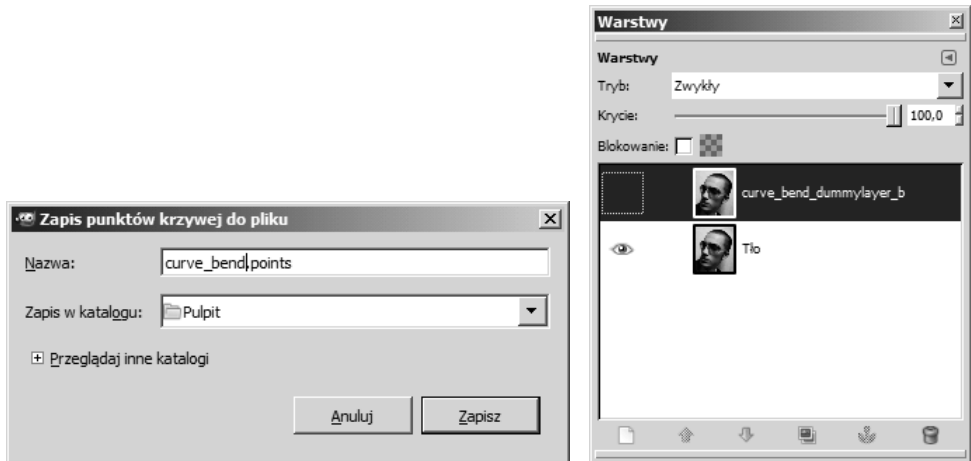 Zapis punktów krzywej do pliku
Nazwa: curve_bend.points
Zapis w katalogu: Pulpit
Przeglądaj inne katalogi
Anuluj Zapisz
Warstwy
Warstwy
Tryb: Zwykły
Krycie: 100,0
Blokowanie:
curve_bend_dummylayer_b
Tło